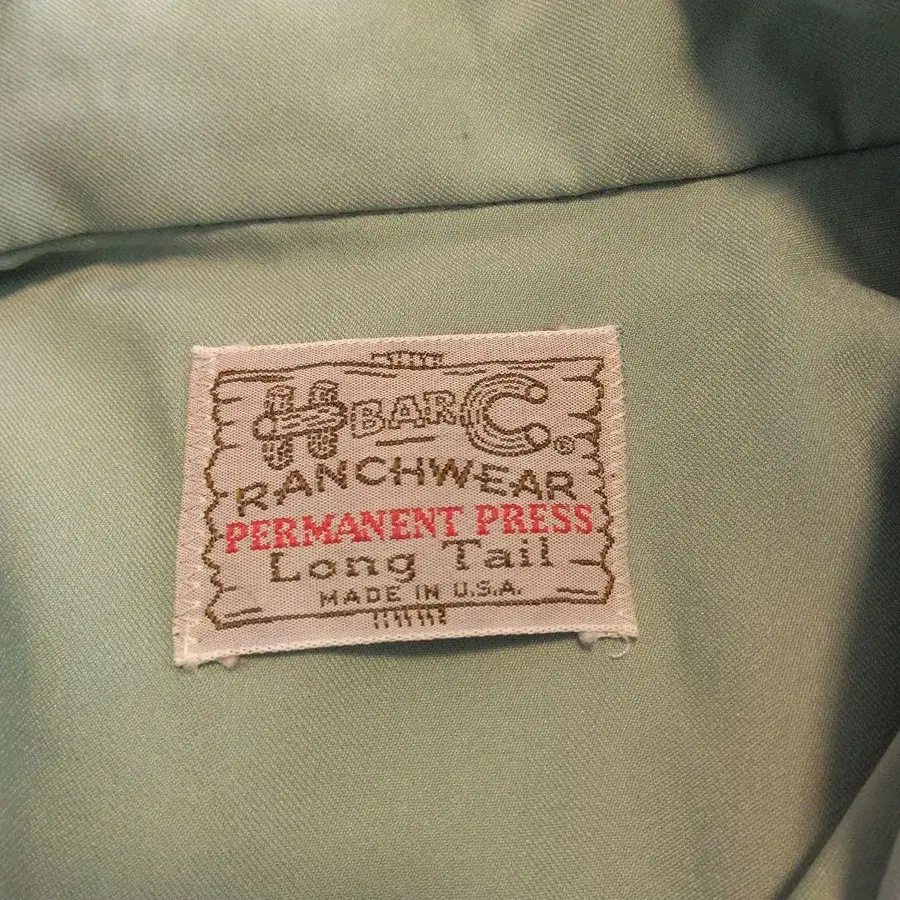 H BAR C®
RANCHWEAR
PERMANENT PRESS
Long Tail
MADE IN U.S.A.